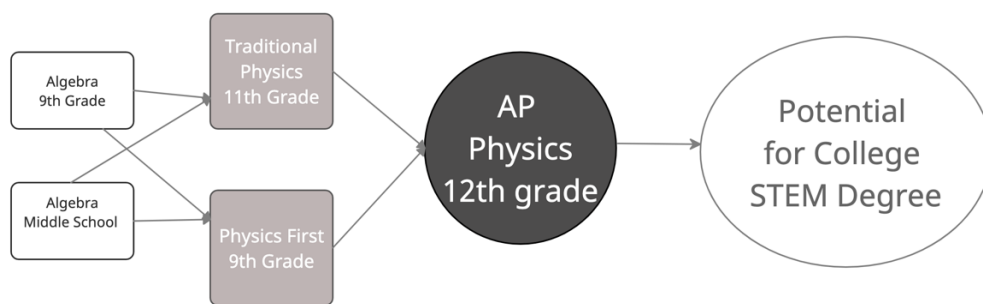 Algebra
9th Grade
Algebra
Middle School
Traditional
Physics
11th Grade
Physics First
9th Grade
AP
Physics
12th grade
Potential
for College
STEM Degree